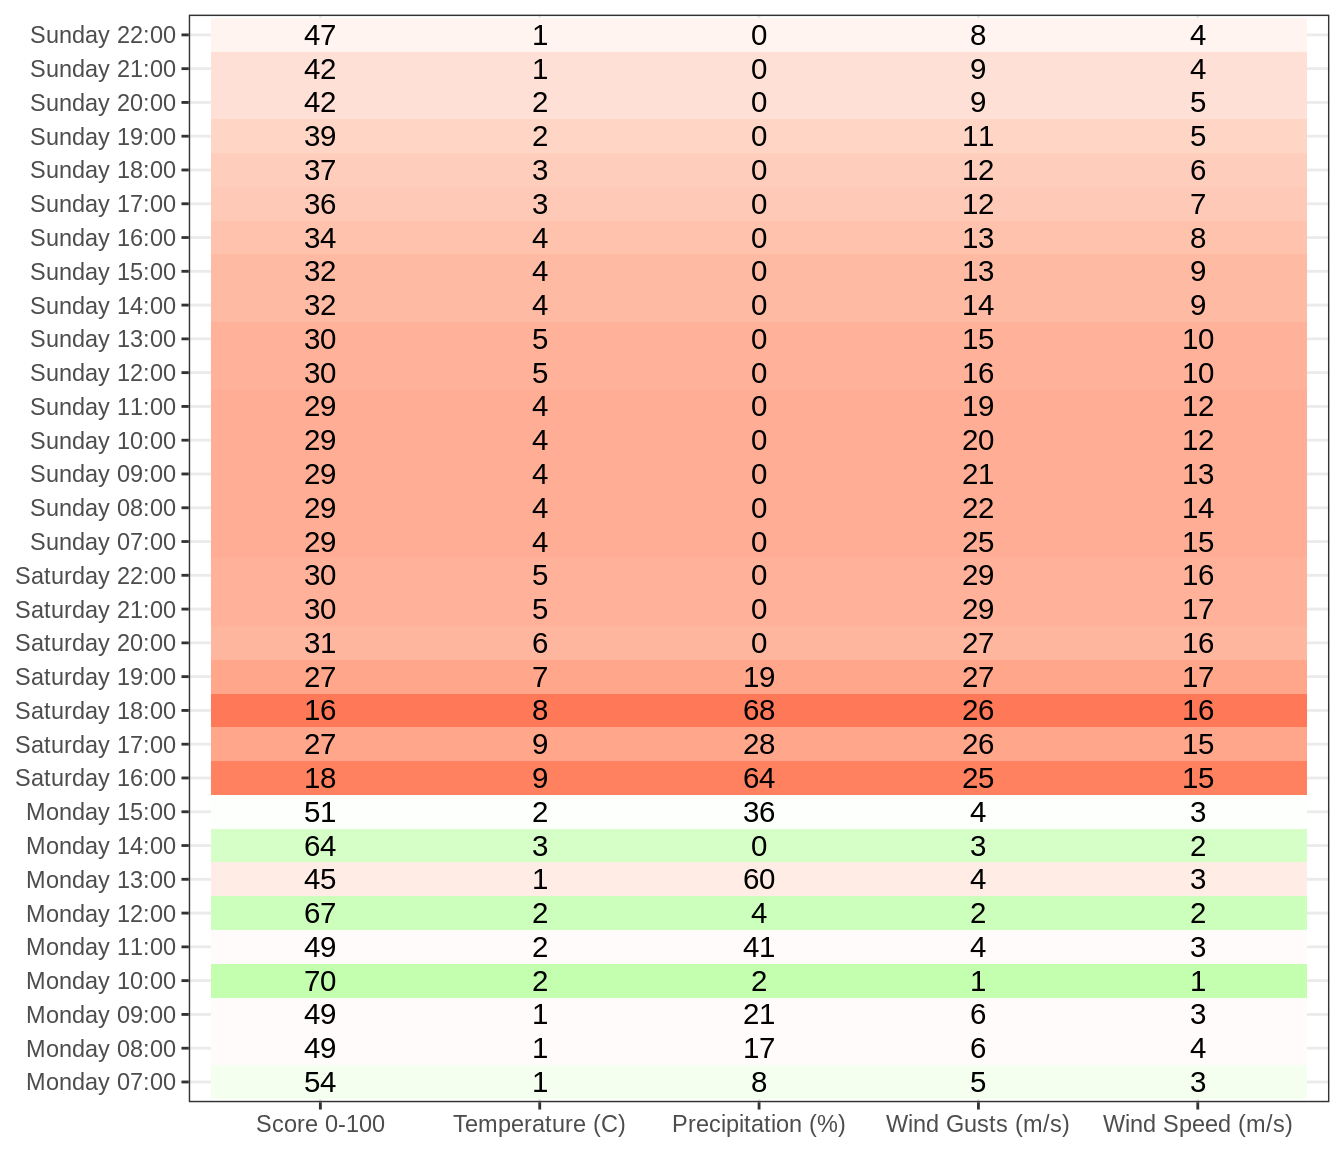 Sunday 22:00 47 1 0 8 4
Sunday 21:00 42 1 0 9 4
Sunday 20:00 42 2 0 9 5
Sunday 19:00 39 2 0 11 5
Sunday 18:00 37 3 0 12 6
Sunday 17:00 36 3 0 12 7
Sunday 16:00 34 4 0 13 8
Sunday 15:00 32 4 0 13 9
Sunday 14:00 32 4 0 14 9
Sunday 13:00 30 5 0 15 10
Sunday 12:00 30 5 0 16 10
Sunday 11:00 29 4 0 19 12
Sunday 10:00 29 4 0 20 12
Sunday 09:00 29 4 0 21 13
Sunday 08:00 29 4 0 22 14
Sunday 07:00 29 4 0 25 15
Saturday 22:00 30 5 0 29 16
Saturday 21:00 30 5 0 29 17
Saturday 20:00 31 6 0 27 16
Saturday 19:00 27 7 19 27 17
Saturday 18:00 16 8 68 26 16
Saturday 17:00 27 9 28 26 15
Saturday 16:00 18 9 64 25 15
Monday 15:00 51 2 36 4 3
Monday 14:00 64 3 0 3 2
Monday 13:00 45 1 60 4 3
Monday 12:00 67 2 4 2 2
Monday 11:00 49 2 41 4 3
Monday 10:00 70 2 2 1 1
Monday 09:00 49 1 21 6 3
Monday 08:00 49 1 17 6 4
Monday 07:00 54 1 8 5 3
Score 0-100 Temperature (C) Precipitation (%) Wind Gusts (m/s) Wind Speed (m/s)